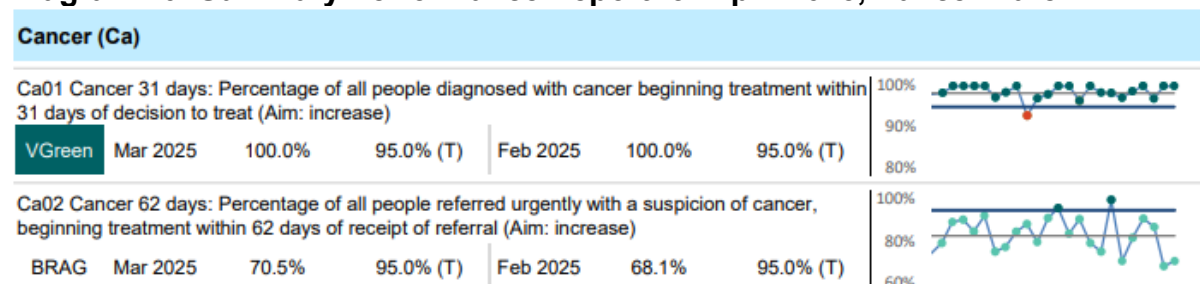 Cancer (Ca)
Ca01 Cancer 31 days: Percentage of all people diagnosed with cancer beginning treatment within
31 days of decision to treat (Aim: increase)
VGreen Mar 2025 100.0% 95.0% (T) Feb 2025 100.0% 95.0% (T)
100%
90%
80%
Ca02 Cancer 62 days: Percentage of all people referred urgently with a suspicion of cancer,
beginning treatment within 62 days of receipt of referral (Aim: increase)
BRAG Mar 2025 70.5% 95.0% (T) Feb 2025 68.1% 95.0% (T)
100%
80%
60%